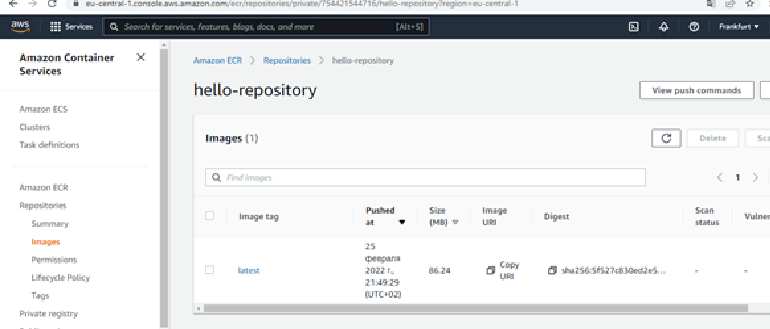 eu-central-1.console.aws.amazon.com/ecr/repositories/private/754421544716/hello-repository?region=eu-central-1
aws
Services
Search for services, features, blogs, docs, and more
[Alt+S]
Frankfurt
Amazon Container
Services
Amazon ECS
Clusters
Task definitions
Amazon ECR
Repositories
Summary
Images
Permissions
Lifecycle Policy
Tags
Private registry
Amazon ECR > Repositories > hello-repository
hello-repository
View push commands
Images (1)
Delete
Find images
1
Image tag
Pushed
at
Size
(MB)
Image
URI
Digest
Scan
status
Vulner
latest
25
февраля
2022 г.,
21:49:29
(UTC+02)
86.24
Copy
URI
sha256:5f527c830ed2e5...
-
-